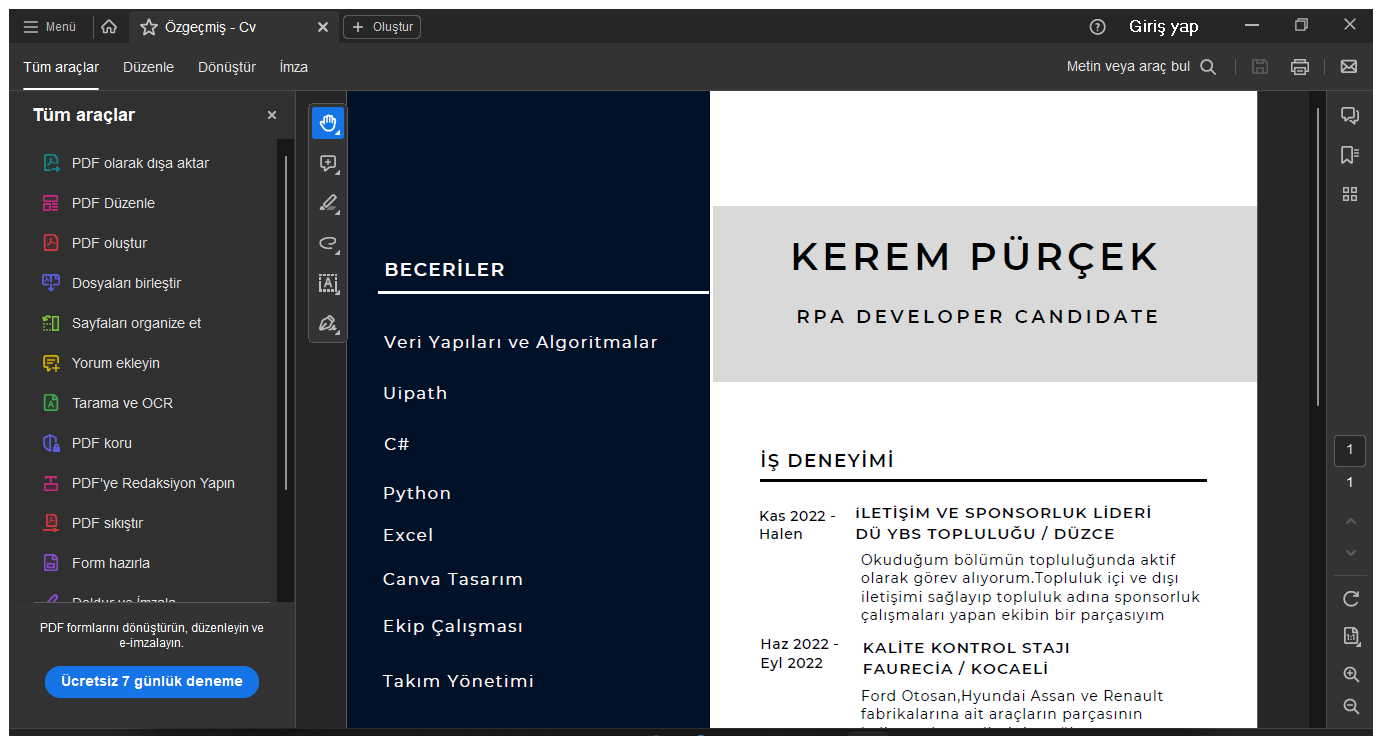 Menü
Özgeçmiş - Cv
Oluştur
Giriş yap
Tüm araçlar
Düzenle
Dönüştür
İmza
Metin veya araç bul
Tüm araçlar
PDF olarak dışa aktar
PDF Düzenle
PDF oluştur
Dosyaları birleştir
Sayfaları organize et
Yorum ekleyin
Tarama ve OCR
PDF koru
PDF'ye Redaksiyon Yapın
PDF sıkıştır
Form hazırla
Doldur ve İmzala
PDF formlarını dönüştürün, düzenleyin ve
e-imzalayın.
Ücretsiz 7 günlük deneme
BECERİLER
Veri Yapıları ve Algoritmalar
Uipath
C#
Python
Excel
Canva Tasarım
Ekip Çalışması
Takım Yönetimi
KEREM PÜRÇEK
RPA DEVELOPER CANDIDATE
İŞ DENEYİMİ
Kas 2022 -
Halen
iLETİŞİM VE SPONSORLUK LİDERİ
DÜ YBS TOPLULUĞU / DÜZCE
Okuduğum bölümün topluluğunda aktif
olarak görev alıyorum.Topluluk içi ve dışı
iletişimi sağlayıp topluluk adına sponsorluk
çalışmaları yapan ekibin bir parçasıyım
Haz 2022 -
Eyl 2022
KALİTE KONTROL STAJI
FAURECİA / KOCAELİ
Ford Otosan,Hyundai Assan ve Renault
fabrikalarına ait araçların parçasının
1
1